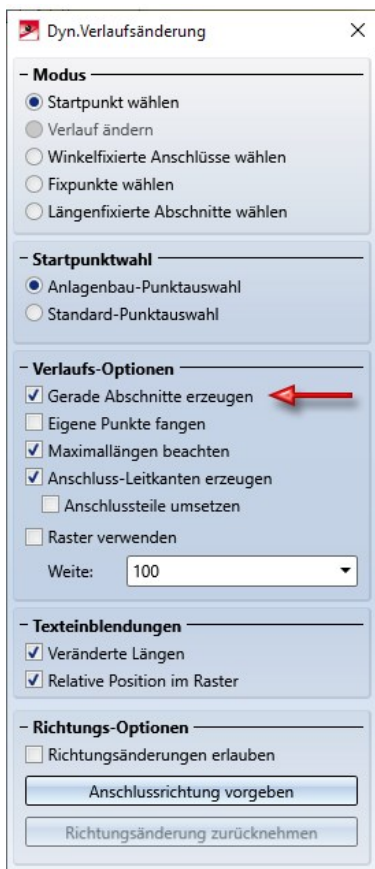 Dyn.Verlaufsänderung
Modus
Startpunkt wählen
Verlauf ändern
Winkelfixierte Anschlüsse wählen
Fixpunkte wählen
Längenfixierte Abschnitte wählen
Startpunktwahl
Anlagenbau-Punktauswahl
Standard-Punktauswahl
Verlaufs-Optionen
Gerade Abschnitte erzeugen
Eigene Punkte fangen
Maximallängen beachten
Anschluss-Leitkanten erzeugen
Anschlussteile umsetzen
Raster verwenden
Weite: 100
Texteinblendungen
Veränderte Längen
Relative Position im Raster
Richtungs-Optionen
Richtungsänderungen erlauben
Anschlussrichtung vorgeben
Richtungsänderung zurücknehmen